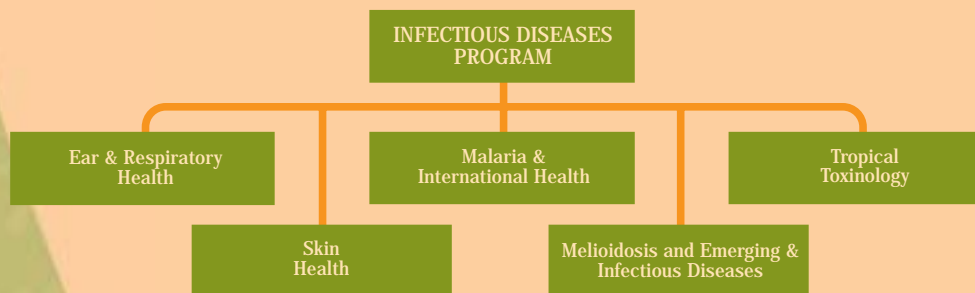 INFECTIOUS DISEASES
PROGRAM
Ear & Respiratory
Health
Malaria &
International Health
Tropical
Toxinology
Skin
Health
Melioidosis and Emerging &
Infectious Diseases